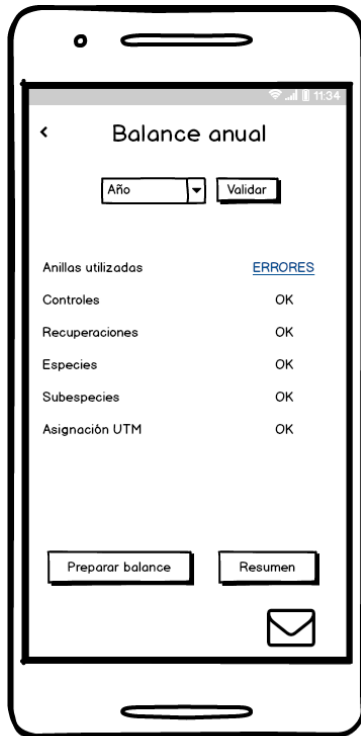 11:34
Balance anual
Año Validar
Anillas utilizadas ERRORES
Controles OK
Recuperaciones OK
Especies OK
Subespecies OK
Asignación UTM OK
Preparar balance Resumen